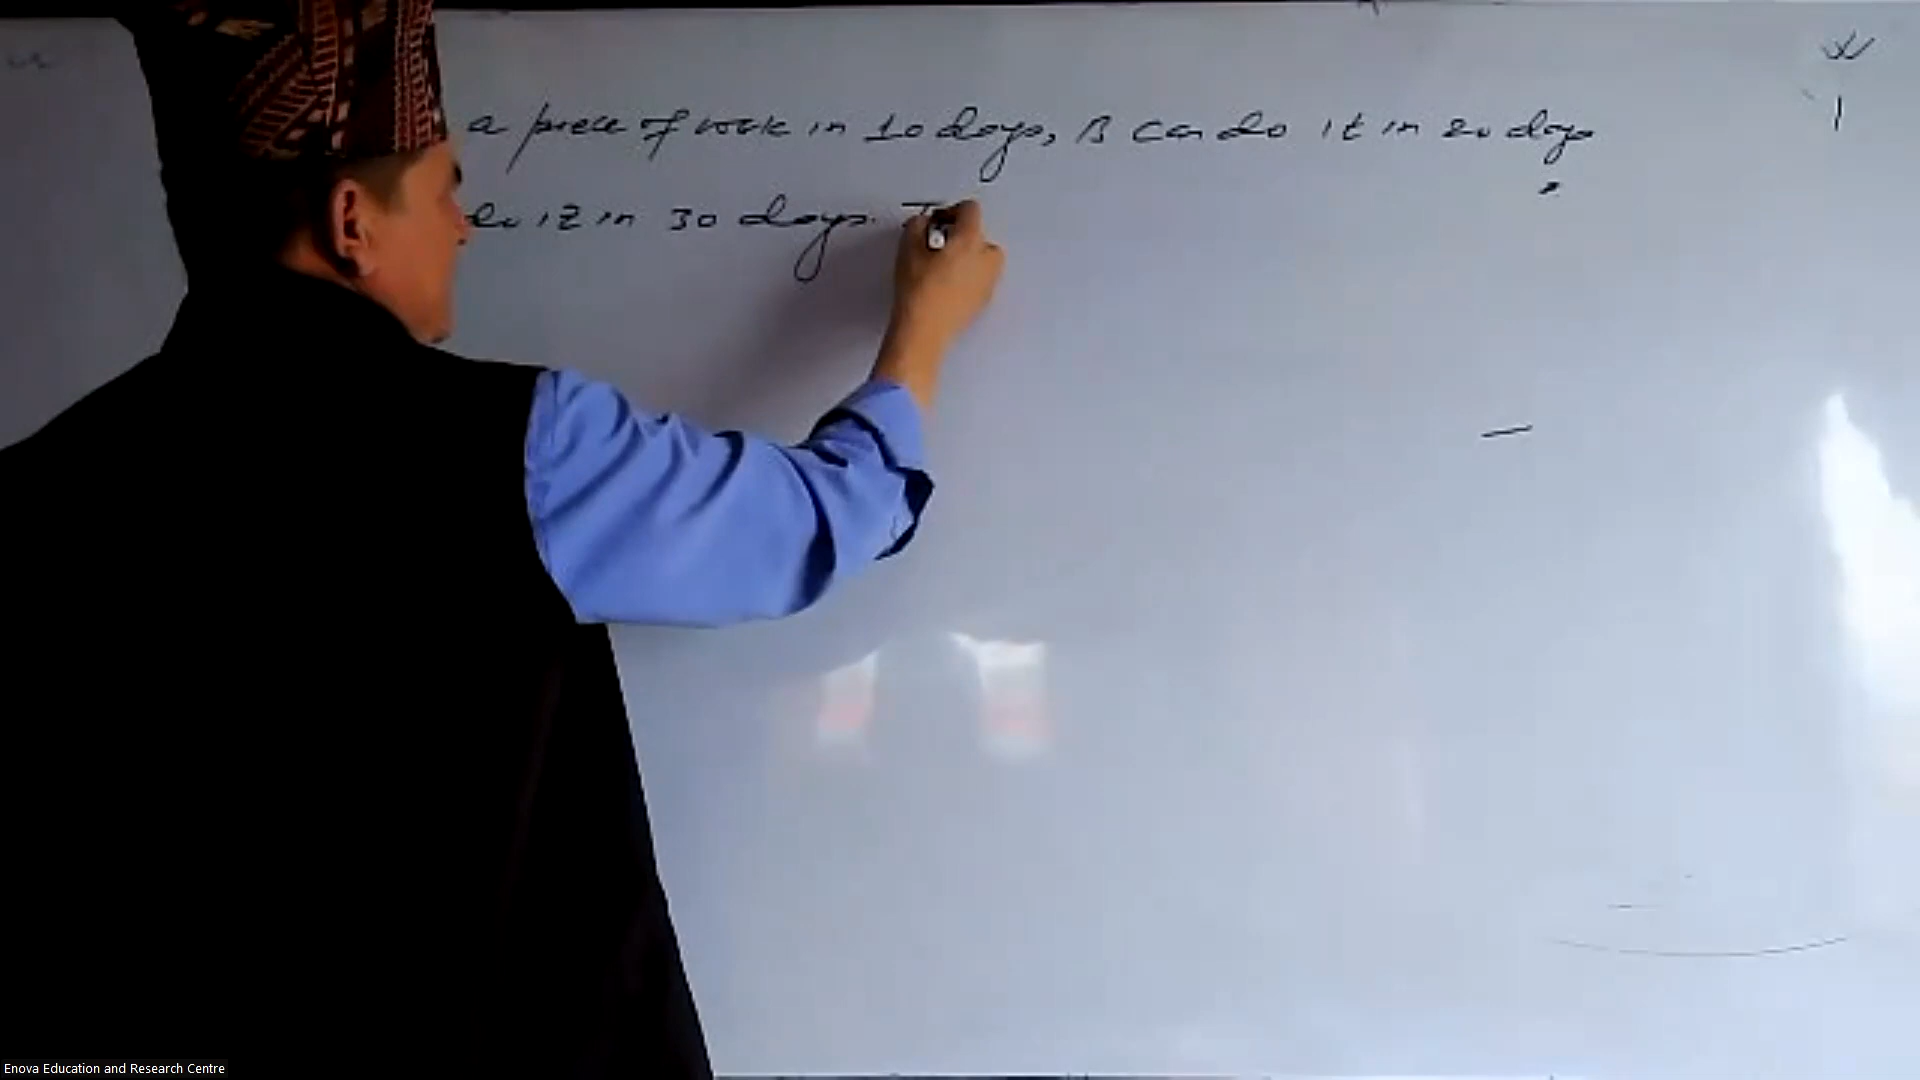 a piece of work in 10 days, B can do it in 20 days
do it in 30 days.
Enova Education and Research Centre